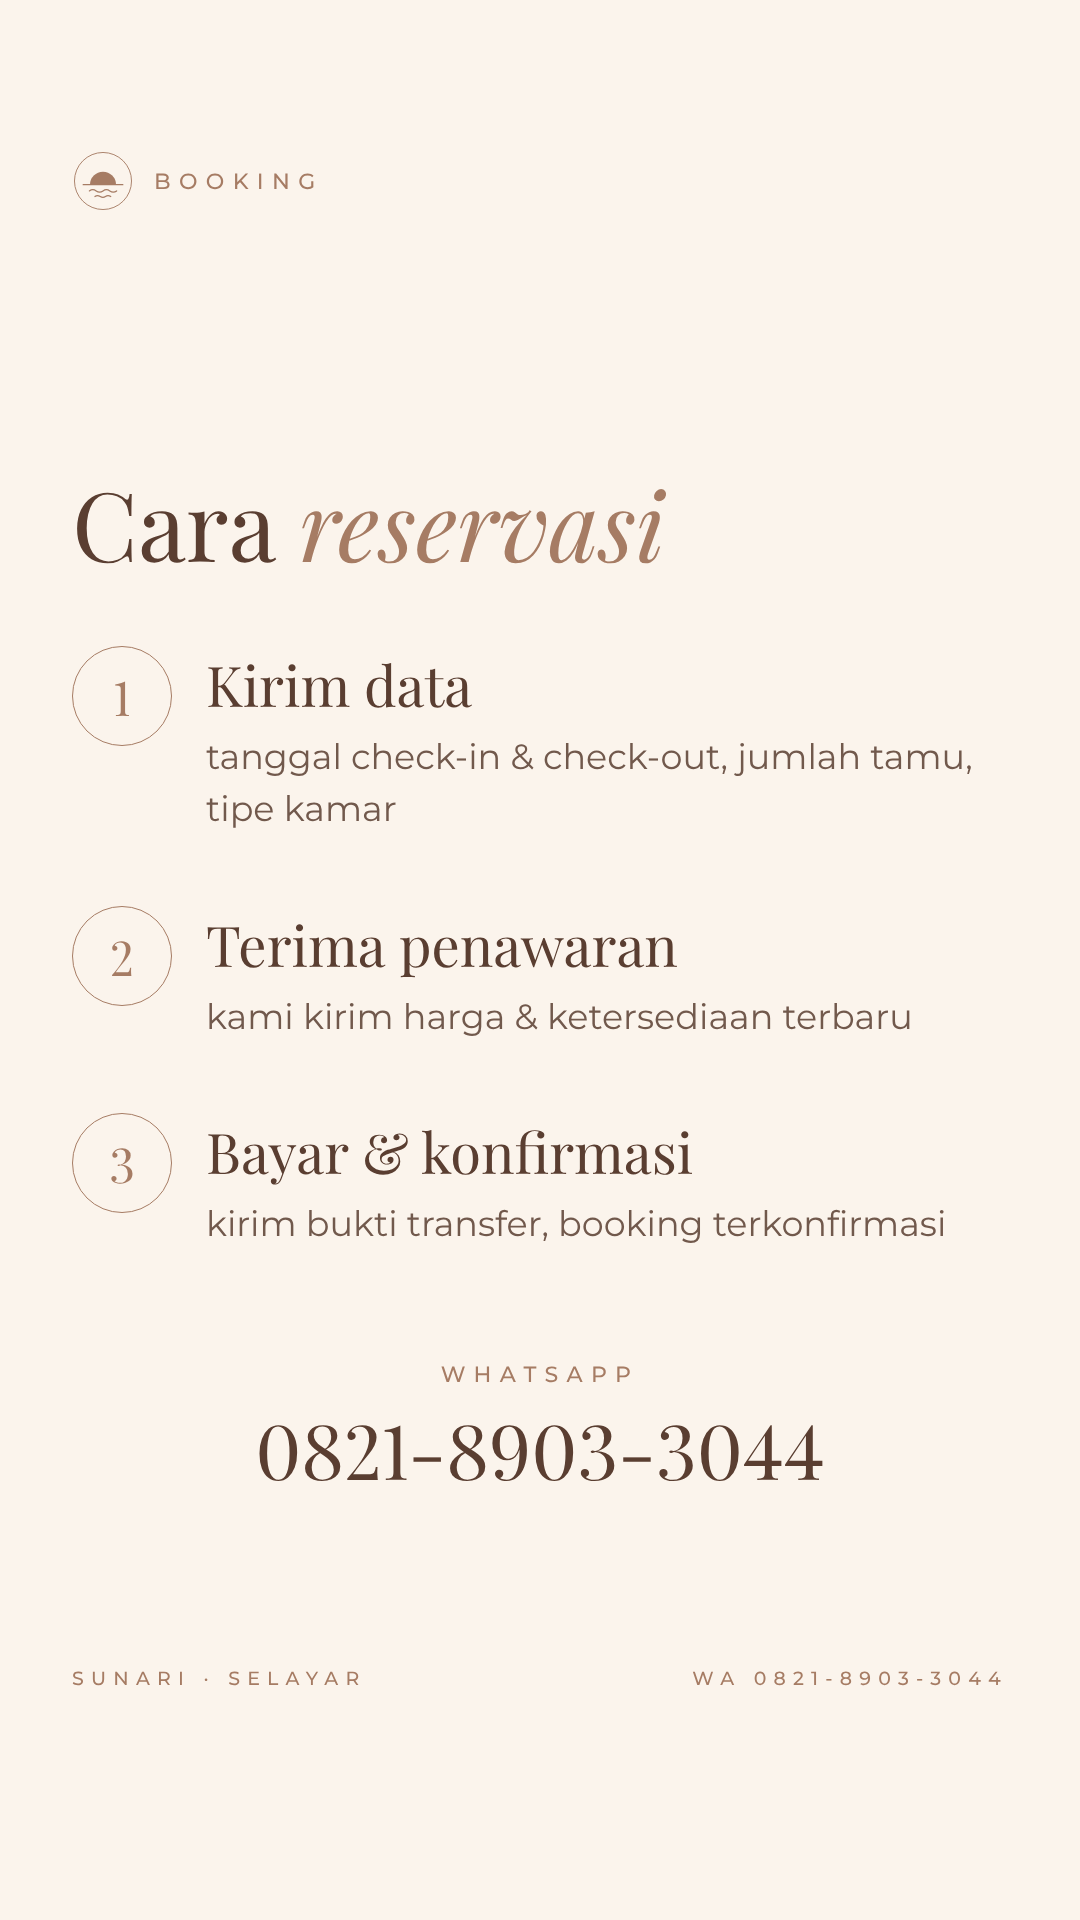 BOOKING
Cara reservasi
1
Kirim data
tanggal check-in & check-out, jumlah tamu,
tipe kamar
2
Terima penawaran
kami kirim harga & ketersediaan terbaru
3
Bayar & konfirmasi
kirim bukti transfer, booking terkonfirmasi
WHATSAPP
0821-8903-3044
SUNARI · SELAYAR
WA 0821-8903-3044